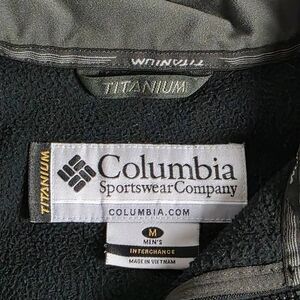 TITANIUM
TITANIUM
TITANIUM
Columbia
Sportswear Company
COLUMBIA.COM
M
MEN'S
INTERCHANGE
MADE IN VIETNAM